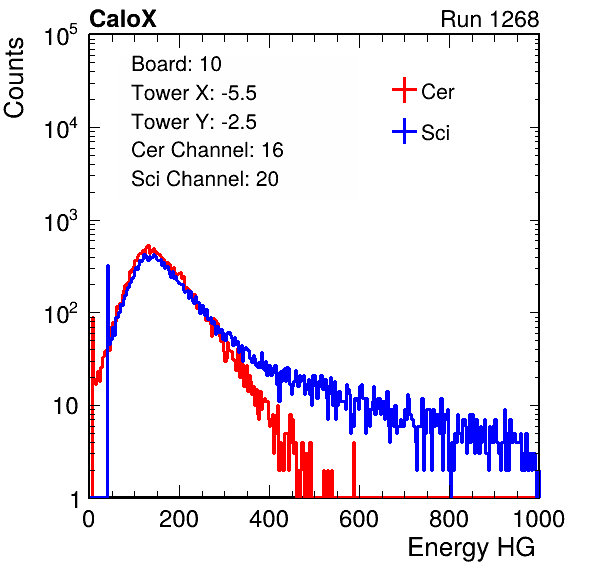 CaloX Run 1268
Counts
10^5
10^4
10^3
10^2
10
1
Board: 10
Tower X: -5.5
Tower Y: -2.5
Cer Channel: 16
Sci Channel: 20
Cer
Sci
0 200 400 600 800 1000
Energy HG